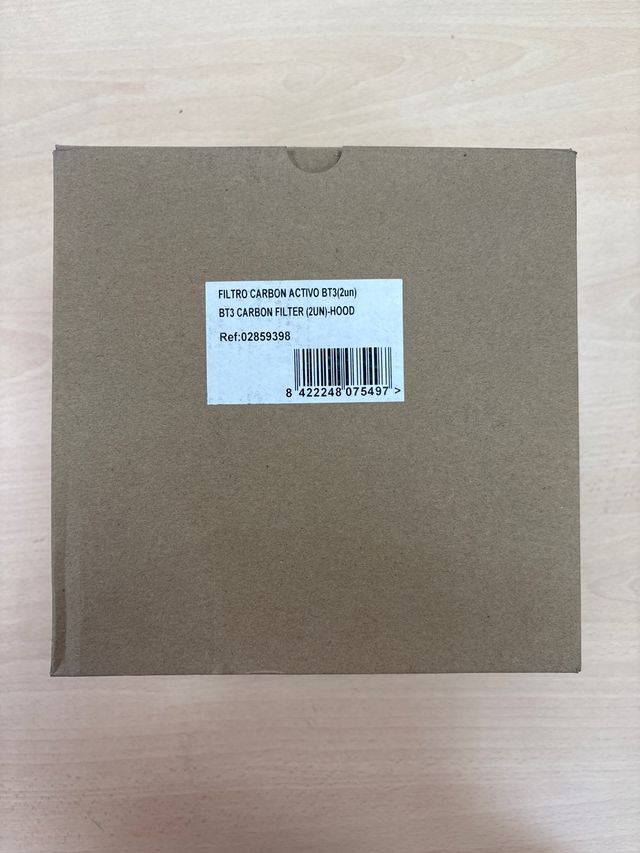 FILTRO CARBON ACTIVO BT3(2un)
BT3 CARBON FILTER (2UN)-HOOD
Ref:02859398
8 422248 075497 >